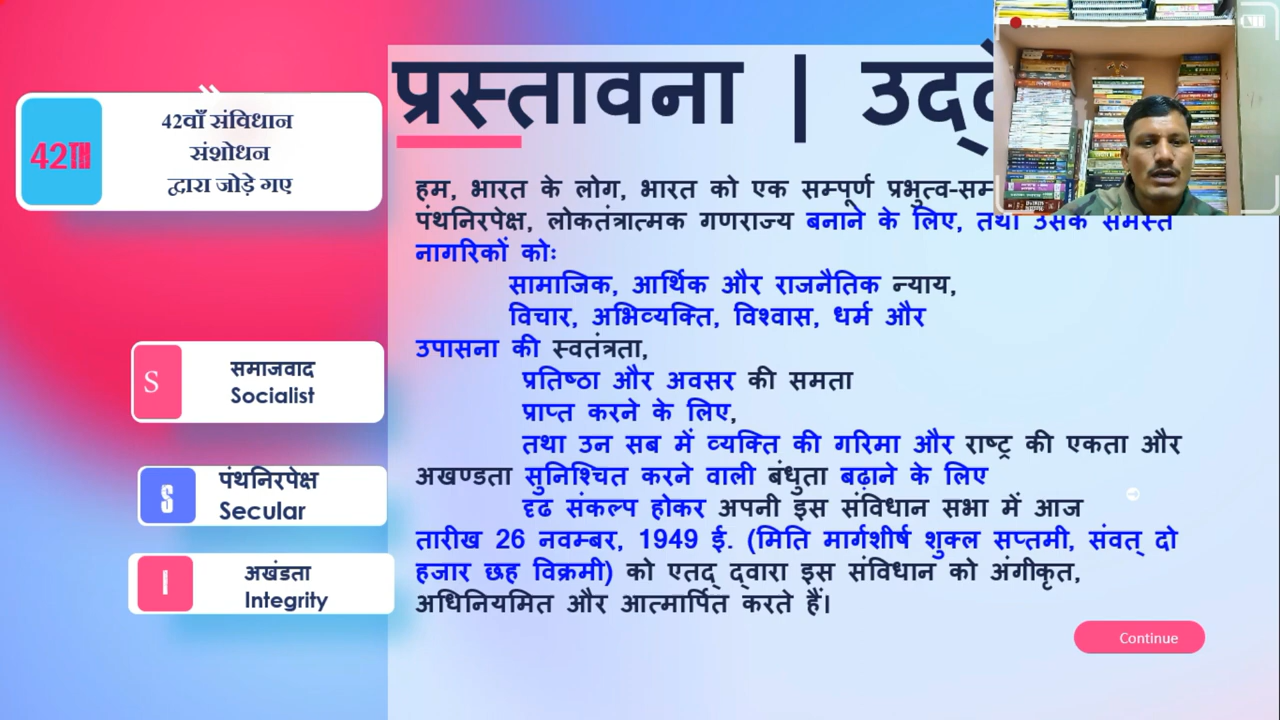 42TH
42वाँ संविधान
संशोधन
द्वारा जोड़े गए
S
समाजवाद
Socialist
S
पंथनिरपेक्ष
Secular
I
अखंडता
Integrity
प्रस्तावना |
हम, भारत के लोग, भारत को एक सम्पूर्ण
पंथनिरपेक्ष, लोकतंत्रात्मक गणराज्य बनाने के लिए, तथा उसके समस्त
नागरिकों कोः
सामाजिक, आर्थिक और राजनैतिक न्याय,
विचार, अभिव्यक्ति, विश्वास, धर्म और
उपासना की स्वतंत्रता,
प्रतिष्ठा और अवसर की समता
प्राप्त करने के लिए,
तथा उन सब में व्यक्ति की गरिमा और राष्ट्र की एकता और
अखण्डता सुनिश्चित करने वाली बंधुता बढ़ाने के लिए
दृढ संकल्प होकर अपनी इस संविधान सभा में आज
तारीख 26 नवम्बर, 1949 ई. (मिति मार्गशीर्ष शुक्ल सप्तमी, संवत् दो
हजार छह विक्रमी) को एतद् द्वारा इस संविधान को अंगीकृत,
अधिनियमित और आत्मार्पित करते हैं।
Continue